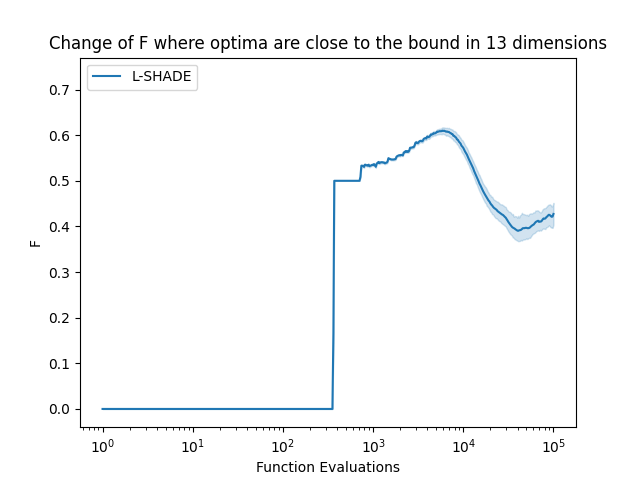 Change of F where optima are close to the bound in 13 dimensions
L-SHADE
0.7
0.6
0.5
0.4
0.3
0.2
0.1
0.0
F
10⁰ 10¹ 10² 10³ 10⁴ 10⁵
Function Evaluations